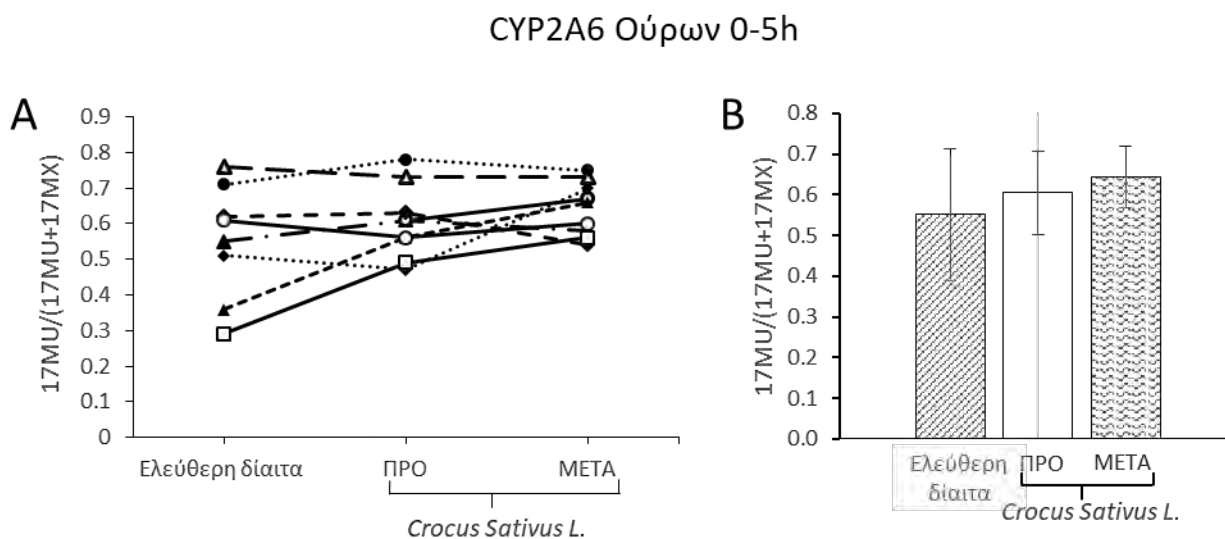 CYP2A6 Ούρων 0-5h
A
17MU/(17MU+17MX)
0.9
0.8
0.7
0.6
0.5
0.4
0.3
0.2
0.1
0
Ελεύθερη δίαιτα
ΠΡΟ
ΜΕΤΑ
Crocus Sativus L.
B
17MU/(17MU+17MX)
0.8
0.7
0.6
0.5
0.4
0.3
0.2
0.1
0.0
Ελεύθερη
δίαιτα
ΠΡΟ
ΜΕΤΑ
Crocus Sativus L.